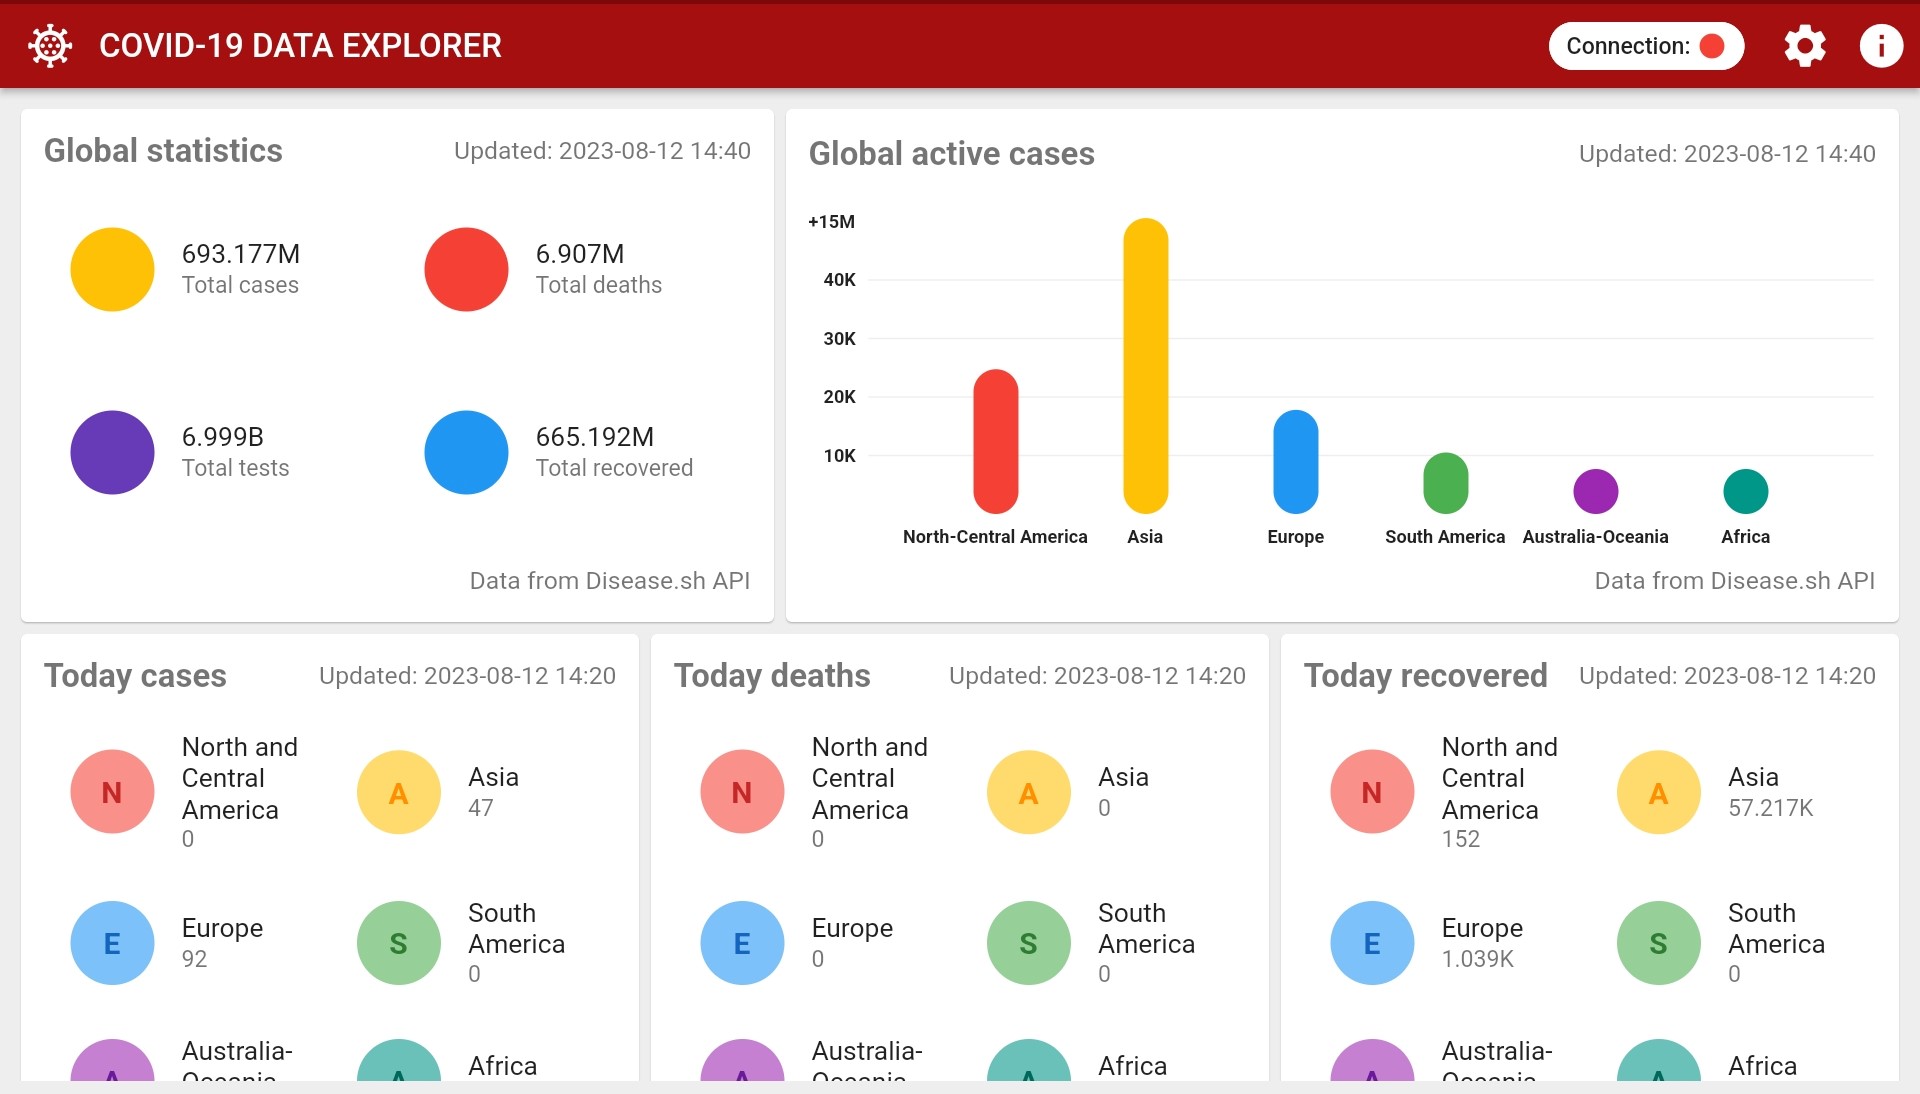 COVID-19 DATA EXPLORER
Connection:
Global statistics
Updated: 2023-08-12 14:40
693.177M
Total cases
6.907M
Total deaths
6.999B
Total tests
665.192M
Total recovered
Data from Disease.sh API
Global active cases
Updated: 2023-08-12 14:40
+15M
40K
30K
20K
10K
North-Central America
Asia
Europe
South America
Australia-Oceania
Africa
Data from Disease.sh API
Today cases
Updated: 2023-08-12 14:20
N
North and
Central
America
0
A
Asia
47
E
Europe
92
S
South
America
0
A
Australia-
Oceania
A
Africa
Today deaths
Updated: 2023-08-12 14:20
N
North and
Central
America
0
A
Asia
0
E
Europe
0
S
South
America
0
A
Australia-
Oceania
A
Africa
Today recovered
Updated: 2023-08-12 14:20
N
North and
Central
America
152
A
Asia
57.217K
E
Europe
1.039K
S
South
America
0
A
Australia-
Oceania
A
Africa